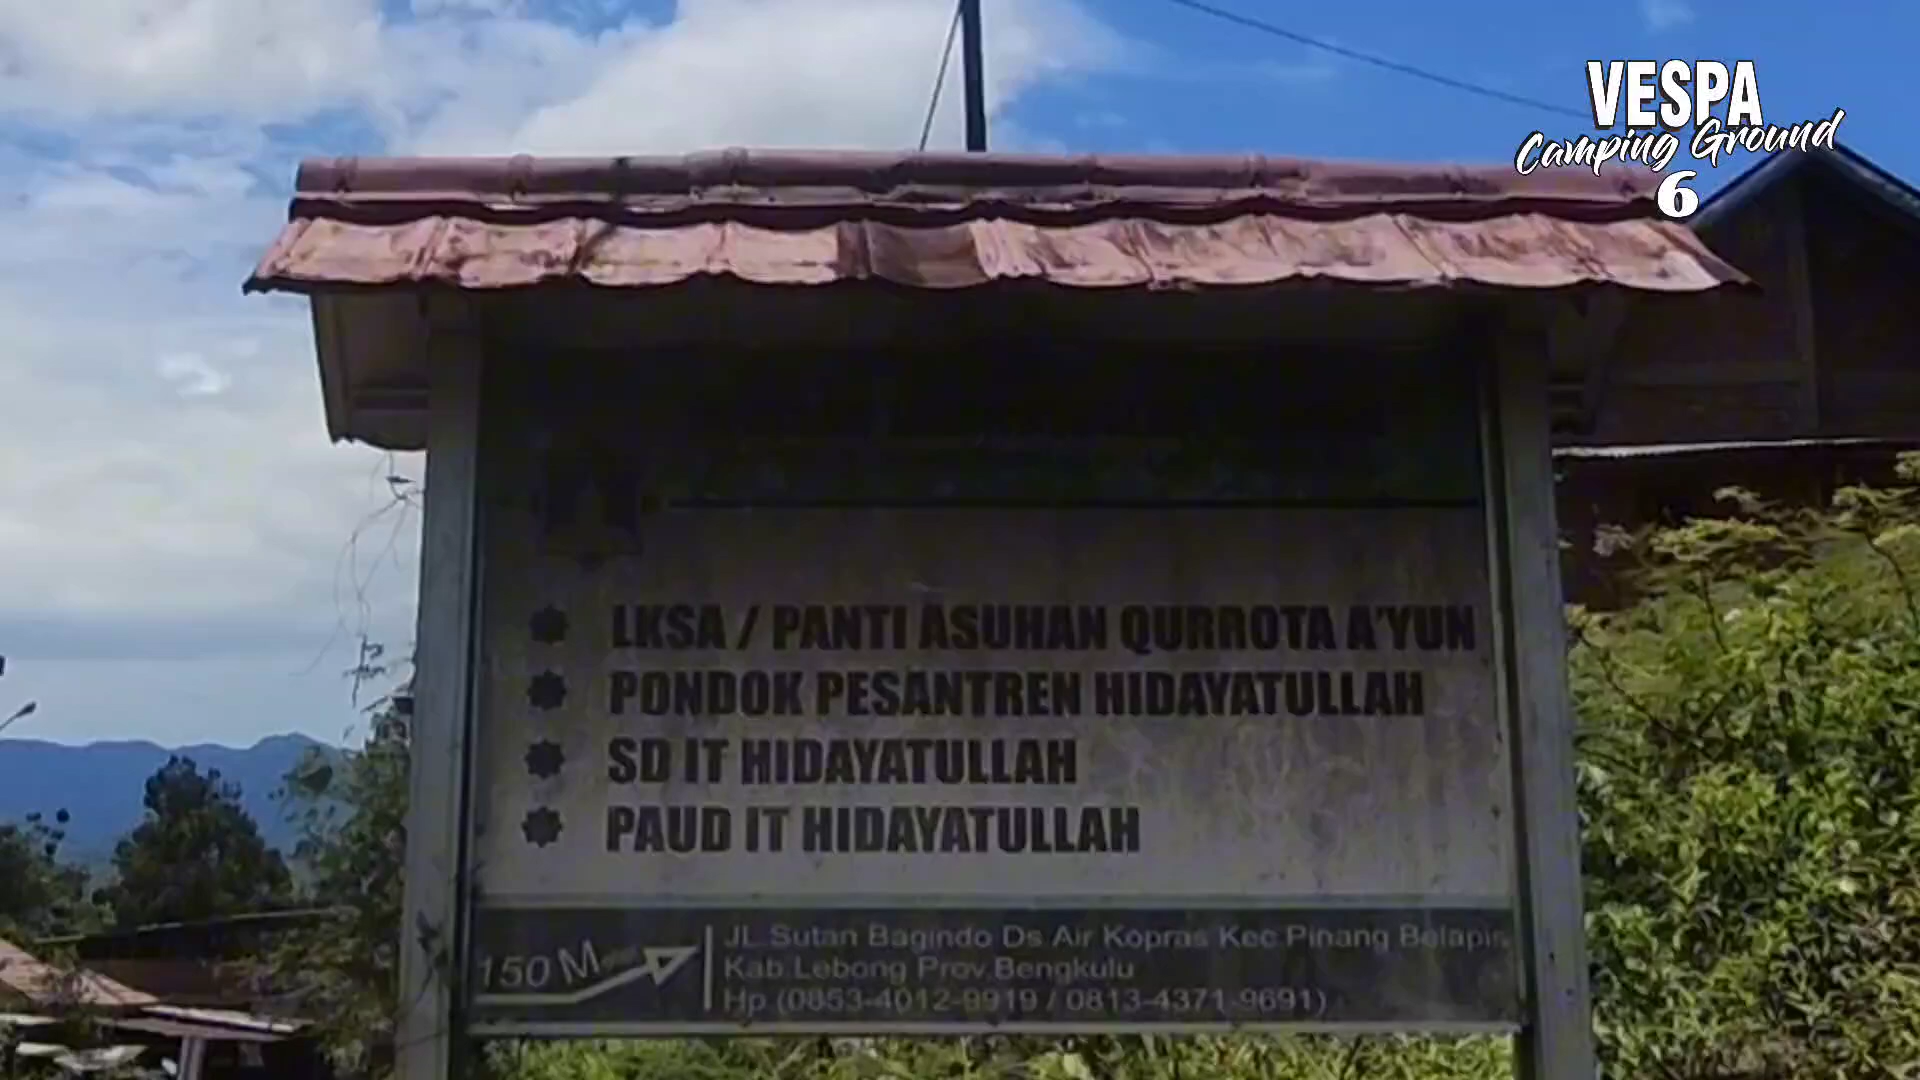 VESPA
Camping Ground
6
LKSA / PANTI ASUHAN QURROTA A'YUN
PONDOK PESANTREN HIDAYATULLAH
SD IT HIDAYATULLAH
PAUD IT HIDAYATULLAH
150 M
JL.Sutan Bagindo Ds Air Kopras Kec.Pinang Belapis
Kab.Lebong Prov.Bengkulu
Hp (0853-4012-9919 / 0813-4371-9691)